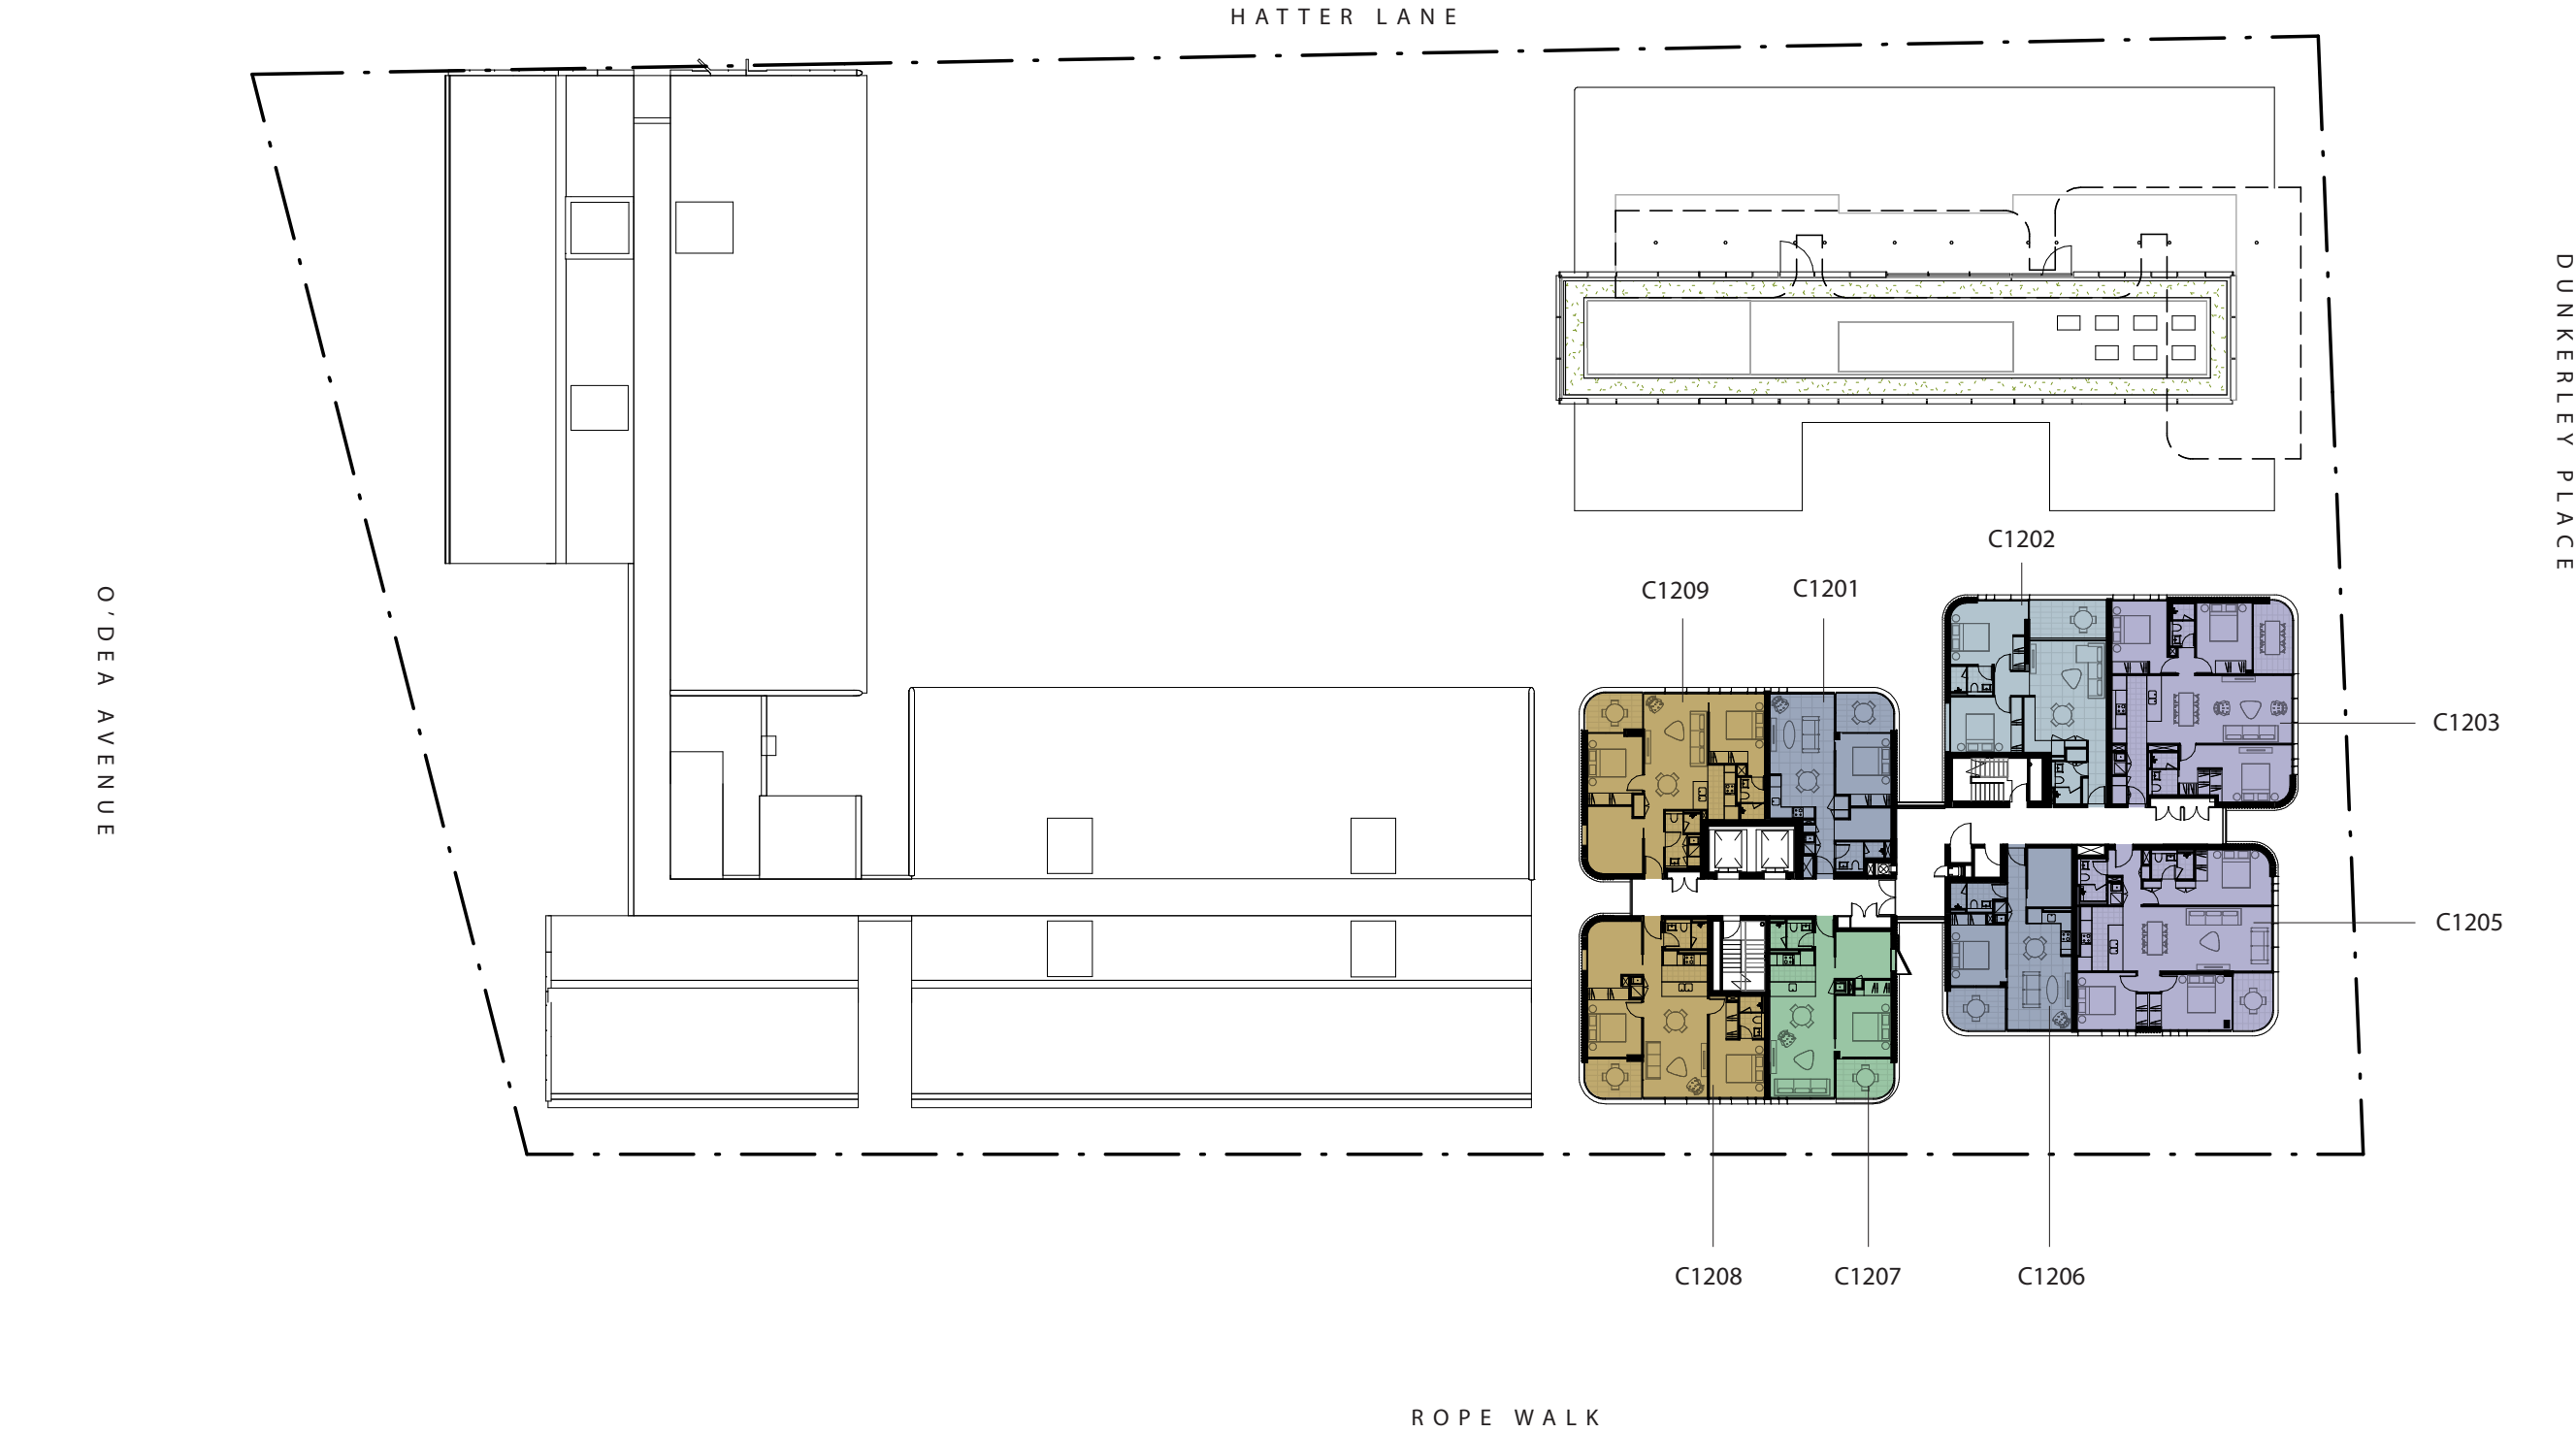 HATTER LANE
DUNKERLEY PLACE
O’DEA AVENUE
C1202
C1209
C1201
C1203
C1205
C1208
C1207
C1206
ROPE WALK